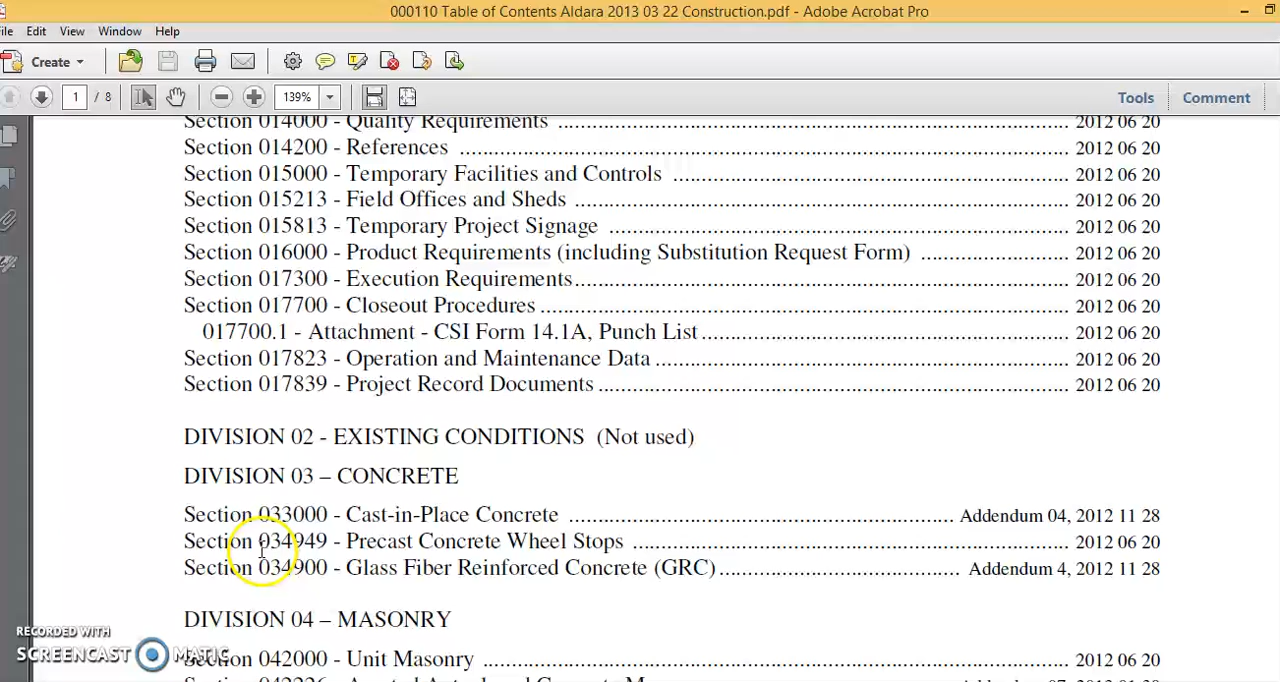 000110 Table of Contents Aldara 2013 03 22 Construction.pdf - Adobe Acrobat Pro
ile Edit View Window Help
Create
1 / 8 139% Tools Comment
Section 014000 - Quality Requirements ........ 2012 06 20
Section 014200 - References ........ 2012 06 20
Section 015000 - Temporary Facilities and Controls ........ 2012 06 20
Section 015213 - Field Offices and Sheds ........ 2012 06 20
Section 015813 - Temporary Project Signage ........ 2012 06 20
Section 016000 - Product Requirements (including Substitution Request Form) ........ 2012 06 20
Section 017300 - Execution Requirements ........ 2012 06 20
Section 017700 - Closeout Procedures ........ 2012 06 20
017700.1 - Attachment - CSI Form 14.1A, Punch List ........ 2012 06 20
Section 017823 - Operation and Maintenance Data ........ 2012 06 20
Section 017839 - Project Record Documents ........ 2012 06 20
DIVISION 02 - EXISTING CONDITIONS (Not used)
DIVISION 03 – CONCRETE
Section 033000 - Cast-in-Place Concrete ........ Addendum 04, 2012 11 28
Section 034949 - Precast Concrete Wheel Stops ........ 2012 06 20
Section 034900 - Glass Fiber Reinforced Concrete (GRC) ........ Addendum 4, 2012 11 28
DIVISION 04 – MASONRY
RECORDED WITH
SCREENCAST MATIC
Section 042000 - Unit Masonry ........ 2012 06 20